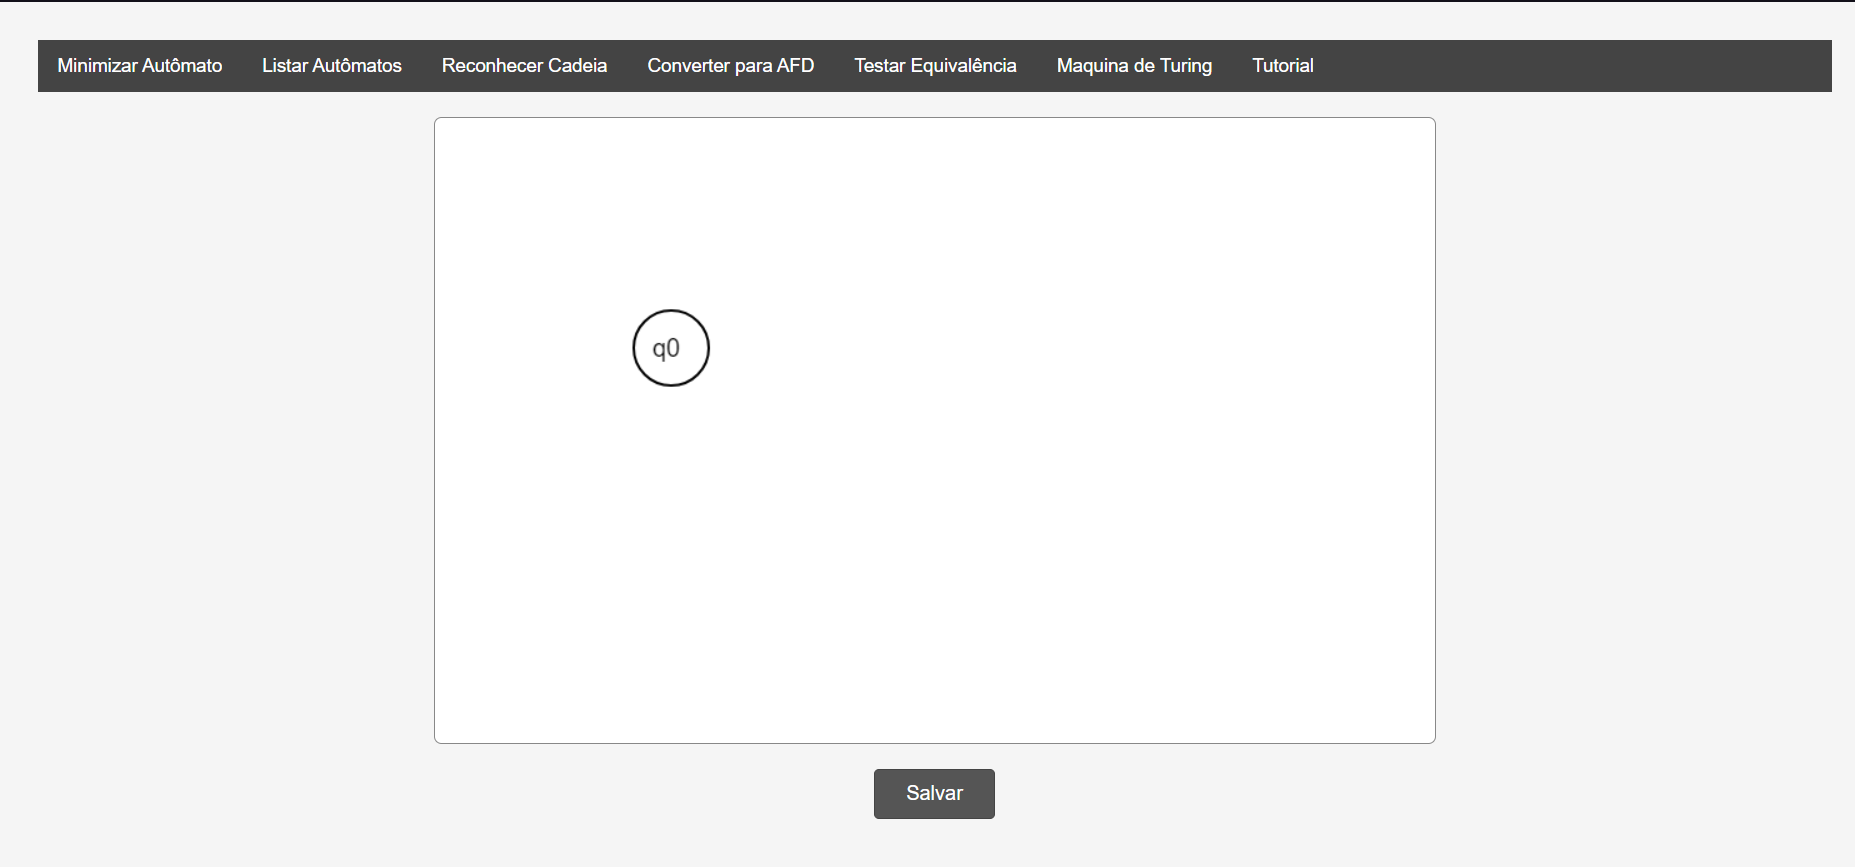 Minimizar Autômato Listar Autômatos Reconhecer Cadeia Converter para AFD Testar Equivalência Maquina de Turing Tutorial
q0
Salvar